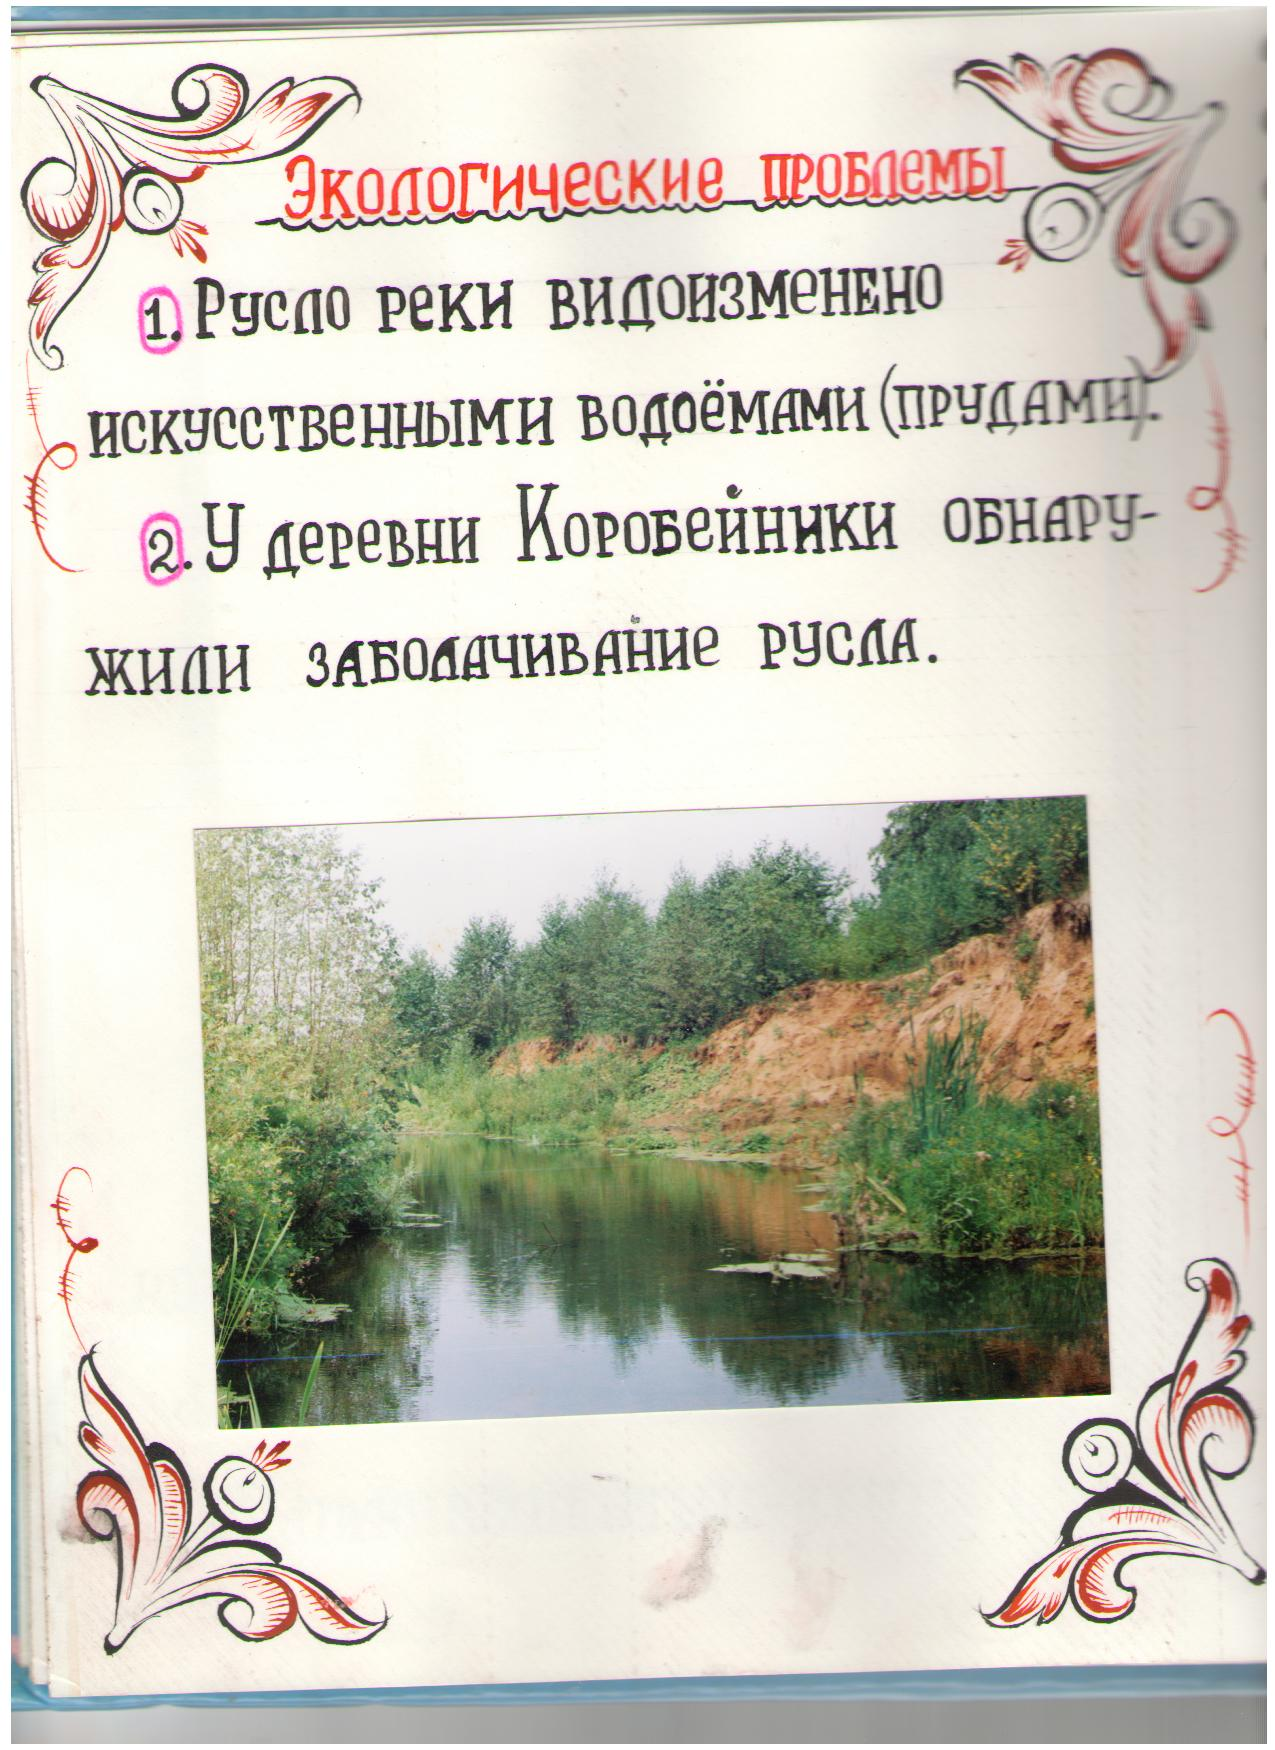 Экологические проблемы
1. Русло реки видоизменено
искусственными водоёмами (прудами).
2. У деревни Коробейники обнару-
жили заболачивание русла.